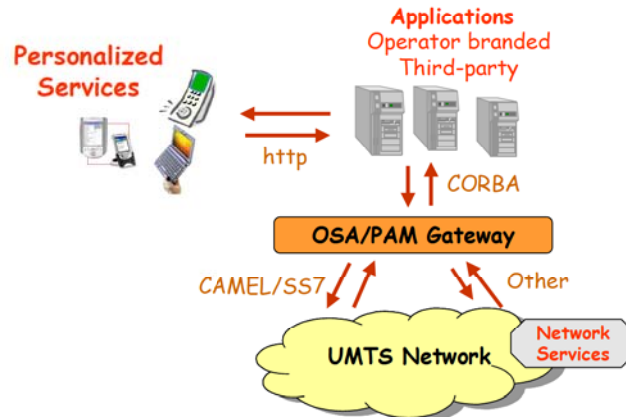 Applications
Operator branded
Third-party
Personalized
Services
http
CORBA
OSA/PAM Gateway
CAMEL/SS7
Other
UMTS Network
Network
Services